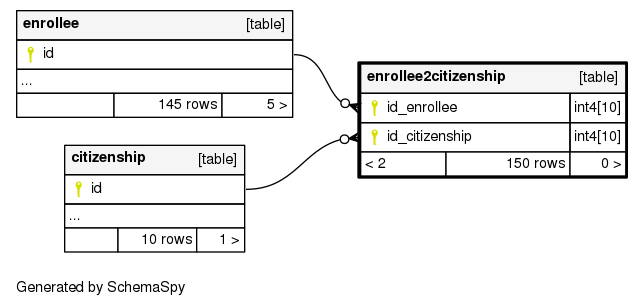 enrollee [table]
id
...
145 rows 5 >
enrollee2citizenship [table]
id_enrollee int4[10]
id_citizenship int4[10]
< 2 150 rows 0 >
citizenship [table]
id
...
10 rows 1 >
Generated by SchemaSpy